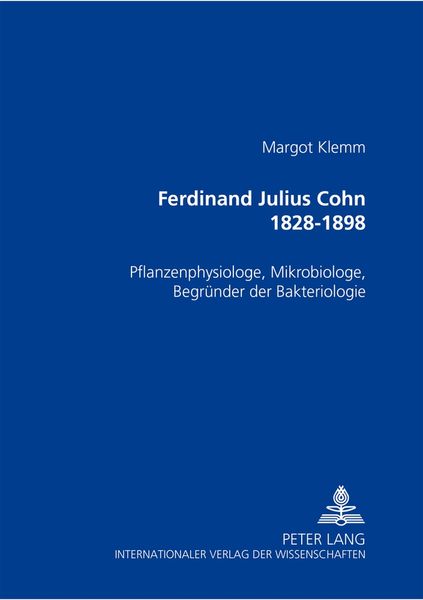 Margot Klemm
Ferdinand Julius Cohn
1828-1898
Pflanzenphysiologe, Mikrobiologe,
Begründer der Bakteriologie
PETER LANG
INTERNATIONALER VERLAG DER WISSENSCHAFTEN